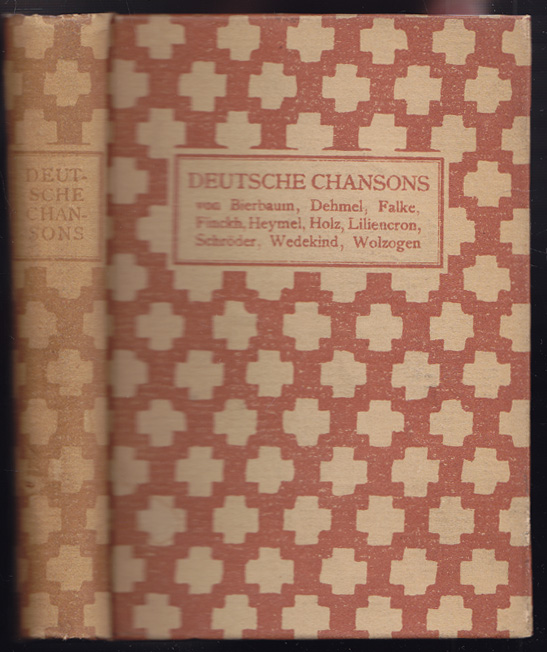 DEUT-
SCHE
CHAN-
SONS
DEUTSCHE CHANSONS
von Bierbaum, Dehmel, Falke,
Finckh, Heymel, Holz, Liliencron,
Schröder, Wedekind, Wolzogen